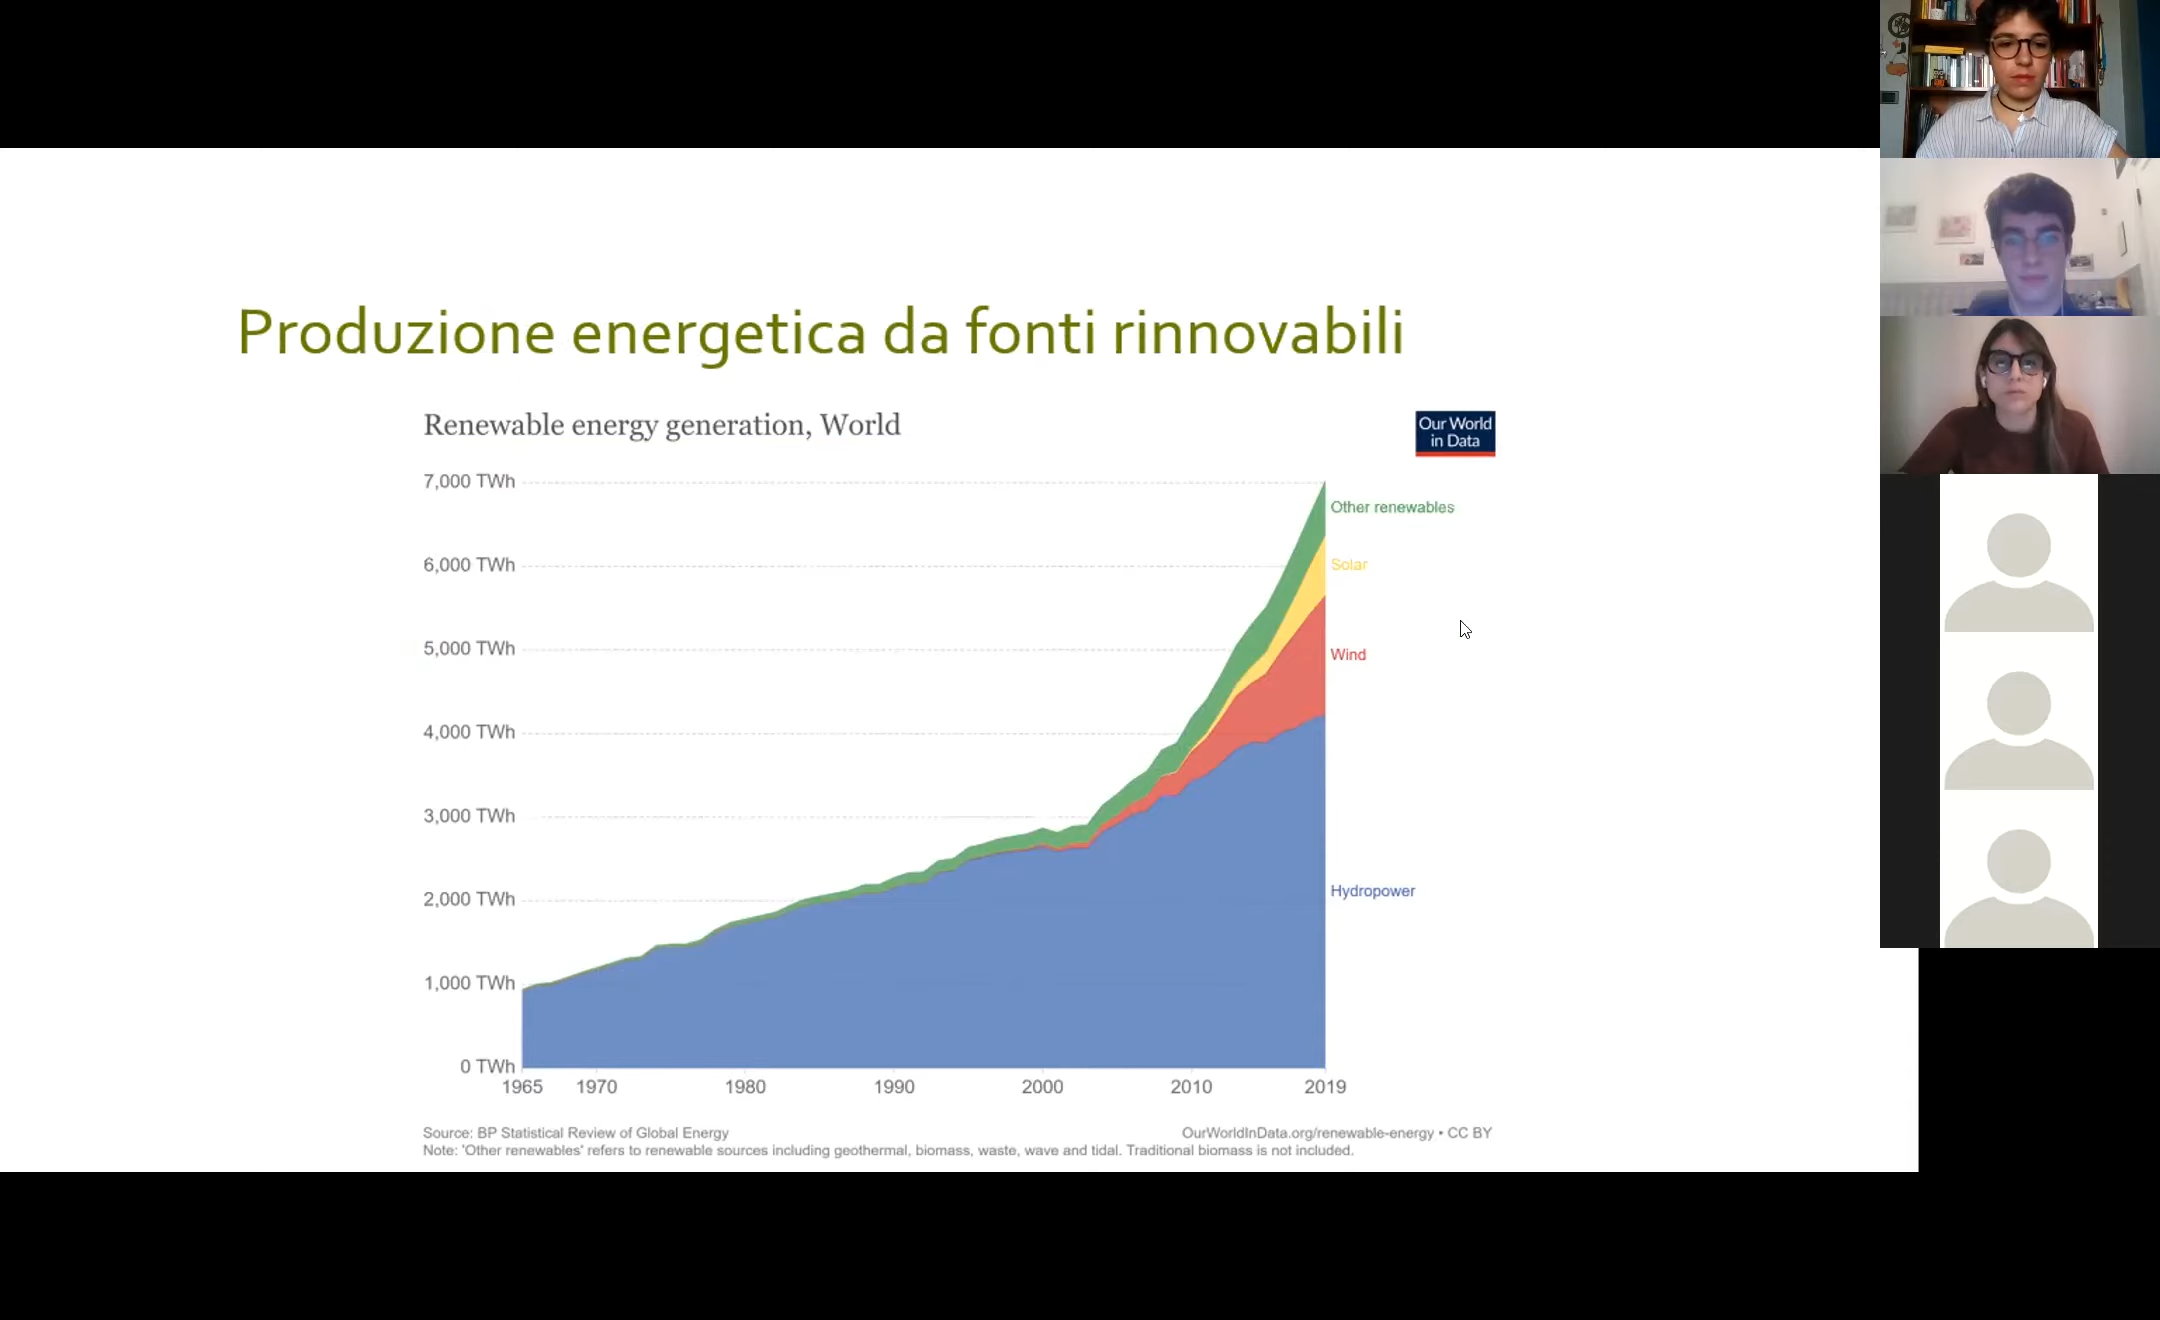 Produzione energetica da fonti rinnovabili
Renewable energy generation, World
Our World
in Data
7,000 TWh
6,000 TWh
5,000 TWh
4,000 TWh
3,000 TWh
2,000 TWh
1,000 TWh
0 TWh
Other renewables
Solar
Wind
Hydropower
1965 1970 1980 1990 2000 2010 2019
Source: BP Statistical Review of Global Energy
OurWorldInData.org/renewable-energy • CC BY
Note: 'Other renewables' refers to renewable sources including geothermal, biomass, waste, wave and tidal. Traditional biomass is not included.